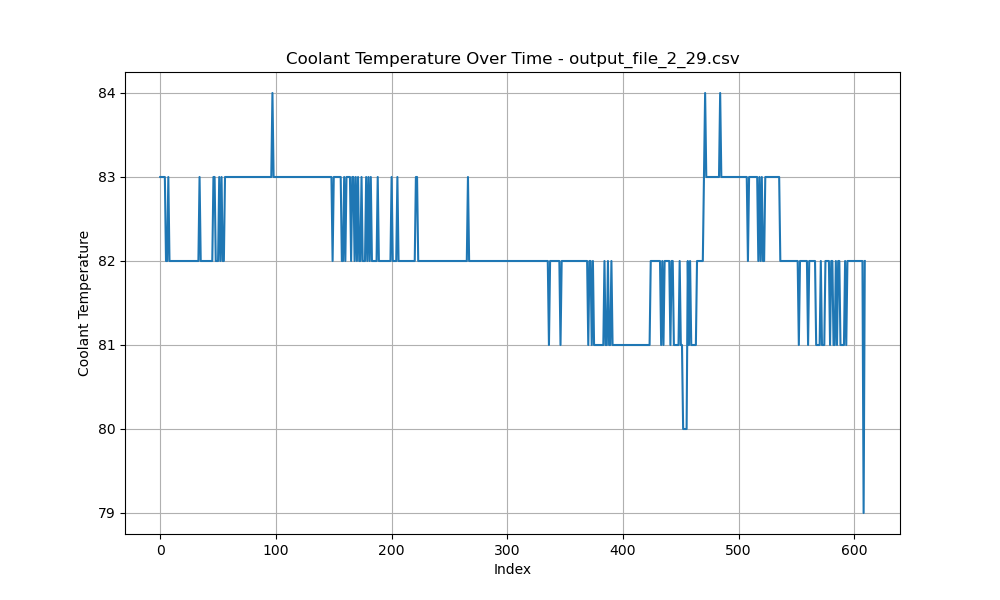 Coolant Temperature Over Time - output_file_2_29.csv
84
83
82
81
80
79
Coolant Temperature
0 100 200 300 400 500 600
Index